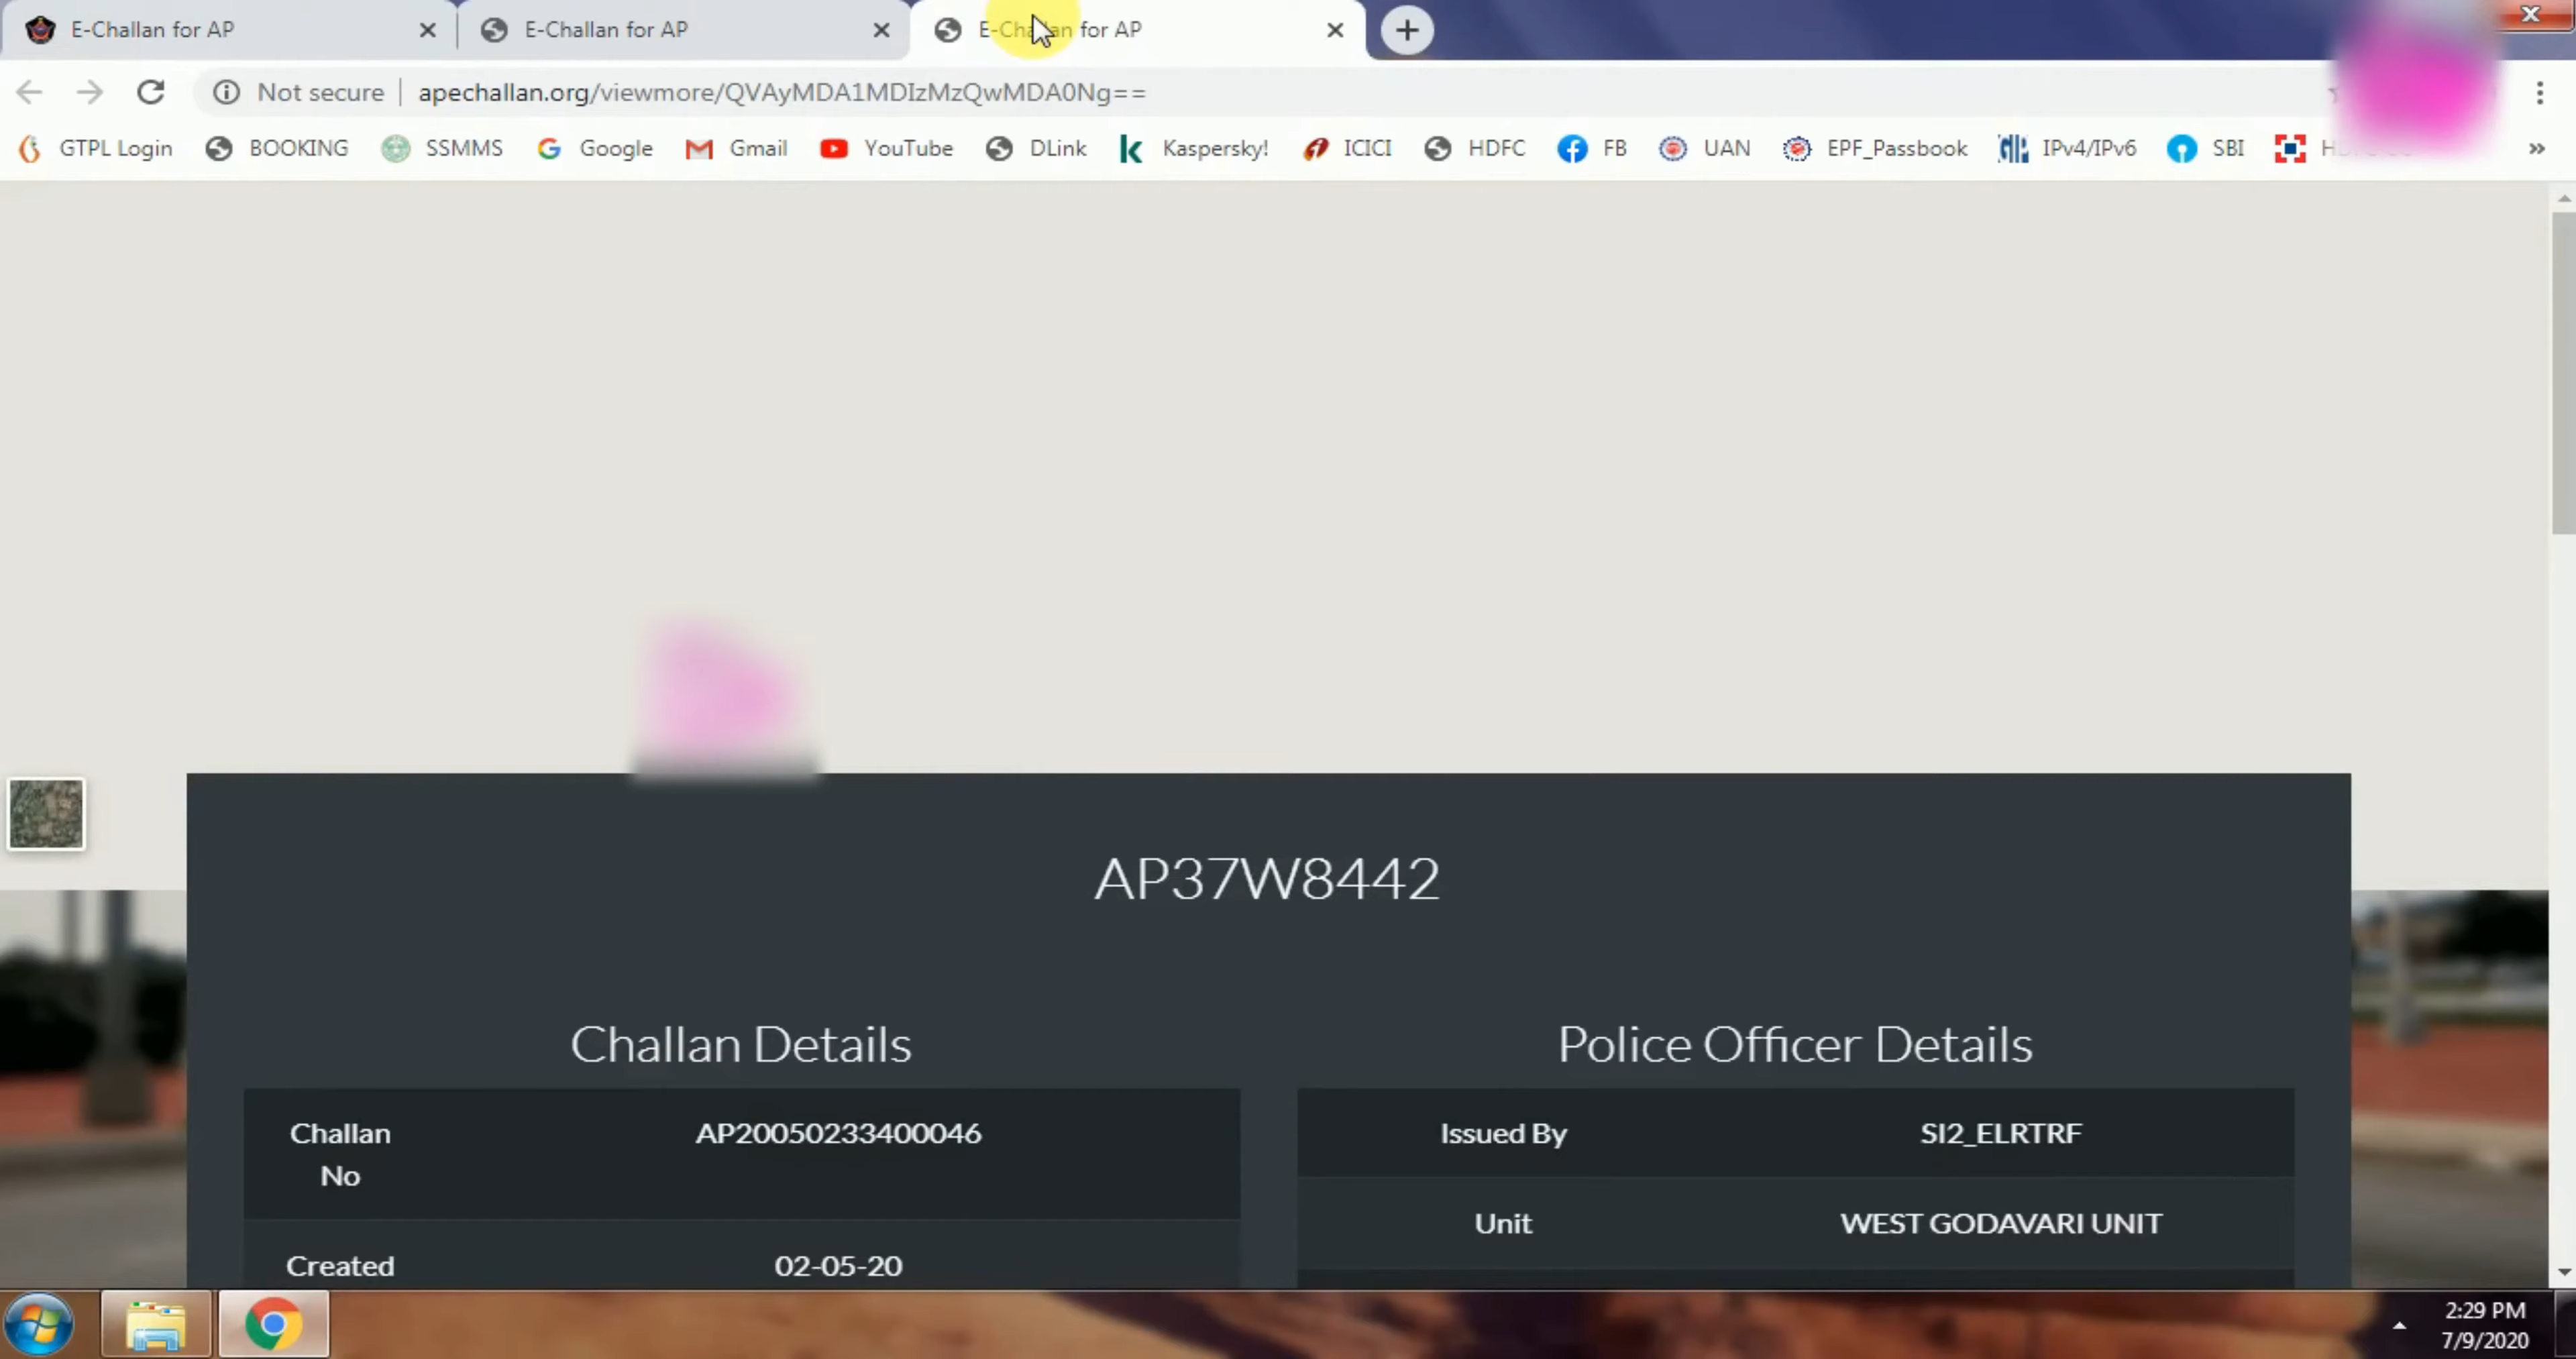 E-Challan for AP E-Challan for AP E-Challan for AP
Not secure apechallan.org/viewmore/QVAyMDA1MDIzMzQwMDA0Ng==
GTPL Login BOOKING SSMMS Google Gmail YouTube DLink Kaspersky! ICICI HDFC FB UAN EPF_Passbook IPv4/IPv6 SBI »
AP37W8442
Challan Details Police Officer Details
Challan No AP20050233400046 Issued By SI2_ELRTRF
Unit WEST GODAVARI UNIT
Created 02-05-20
2:29 PM
7/9/2020